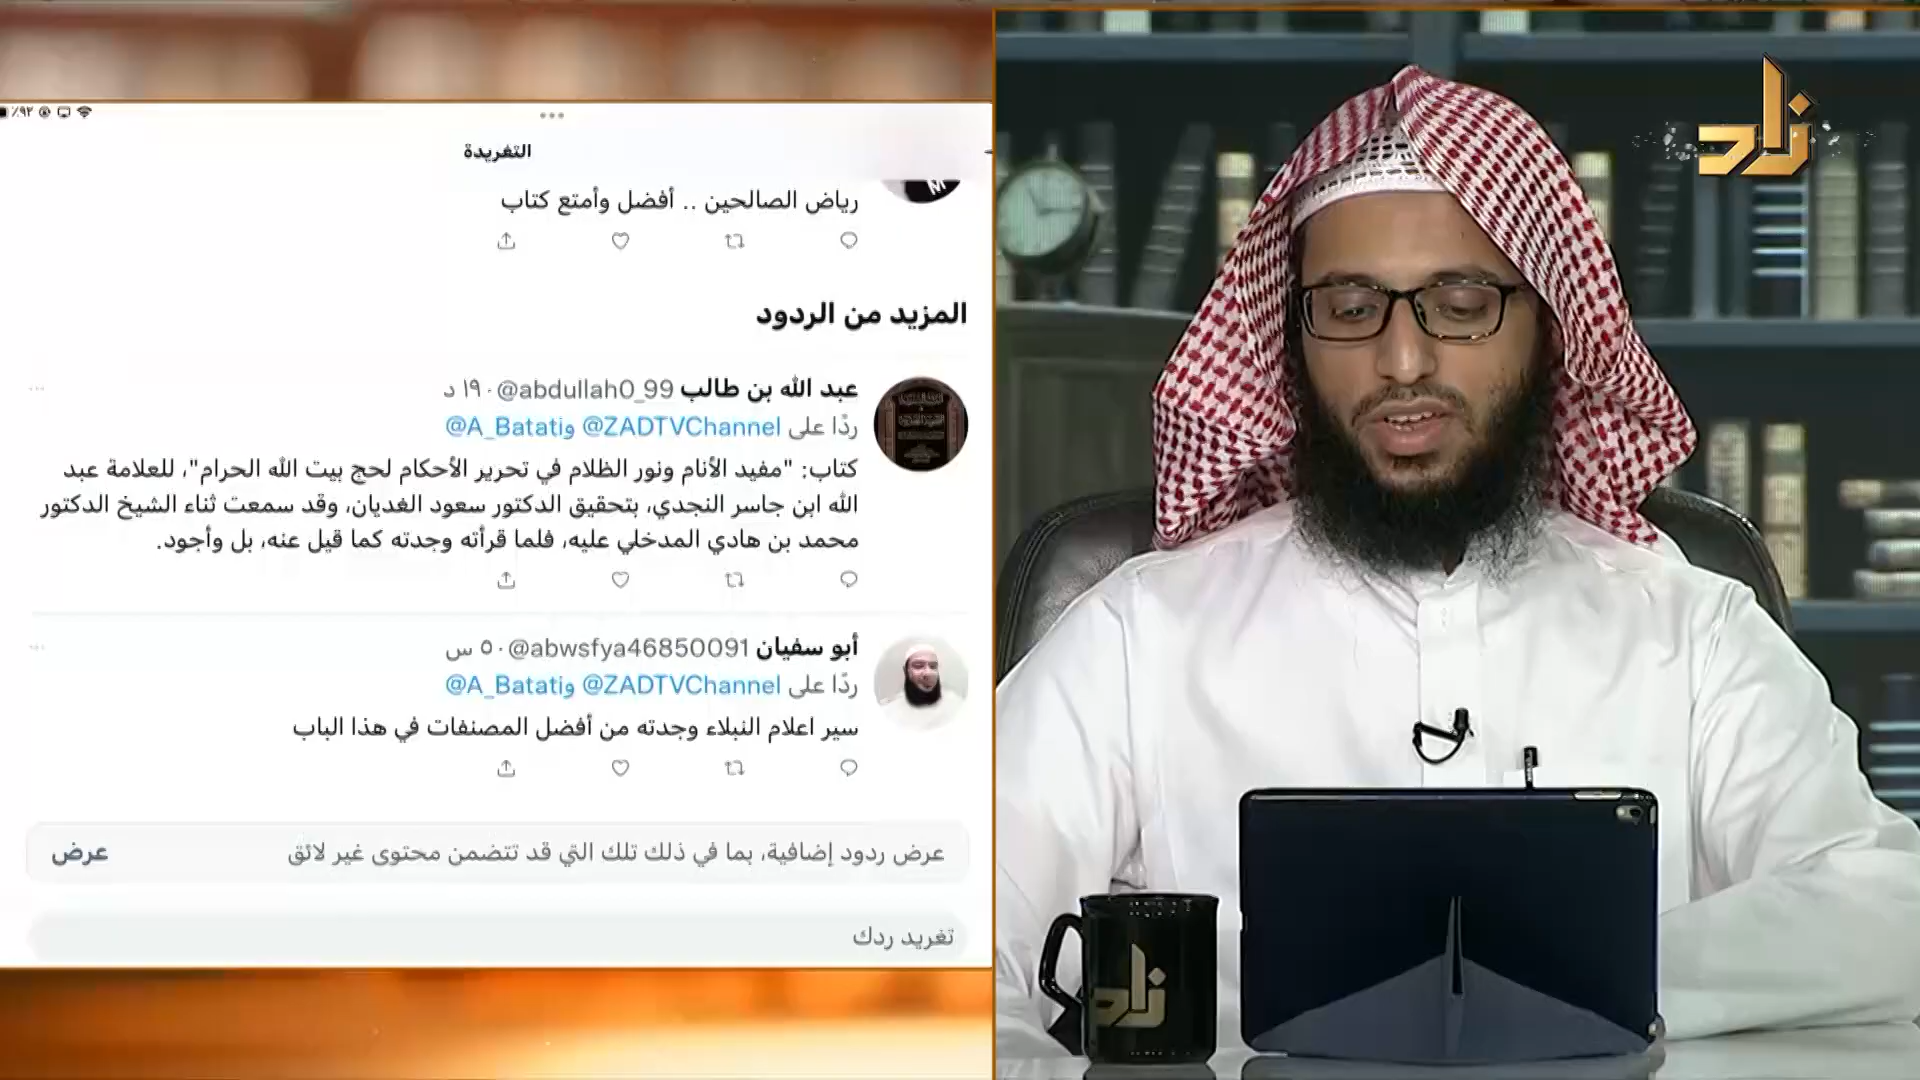 ٩٢٪
التغريدة
رياض الصالحين .. أفضل وأمتع كتاب
المزيد من الردود
عبد الله بن طالب @abdullah0_99 · ١٩ د
ردًا على @ZADTVChannel و@A_Batati
كتاب: "مفيد الأنام ونور الظلام في تحرير الأحكام لحج بيت الله الحرام"، للعلامة عبد
الله ابن جاسر النجدي، بتحقيق الدكتور سعود الغديان، وقد سمعت ثناء الشيخ الدكتور
محمد بن هادي المدخلي عليه، فلما قرأته وجدته كما قيل عنه، بل وأجود.
أبو سفيان @abwsfya46850091 · ٥٠ س
ردًا على @ZADTVChannel و@A_Batati
سير اعلام النبلاء وجدته من أفضل المصنفات في هذا الباب
عرض ردود إضافية، بما في ذلك تلك التي قد تتضمن محتوى غير لائق
عرض
تغريد ردك
زاد
زاد